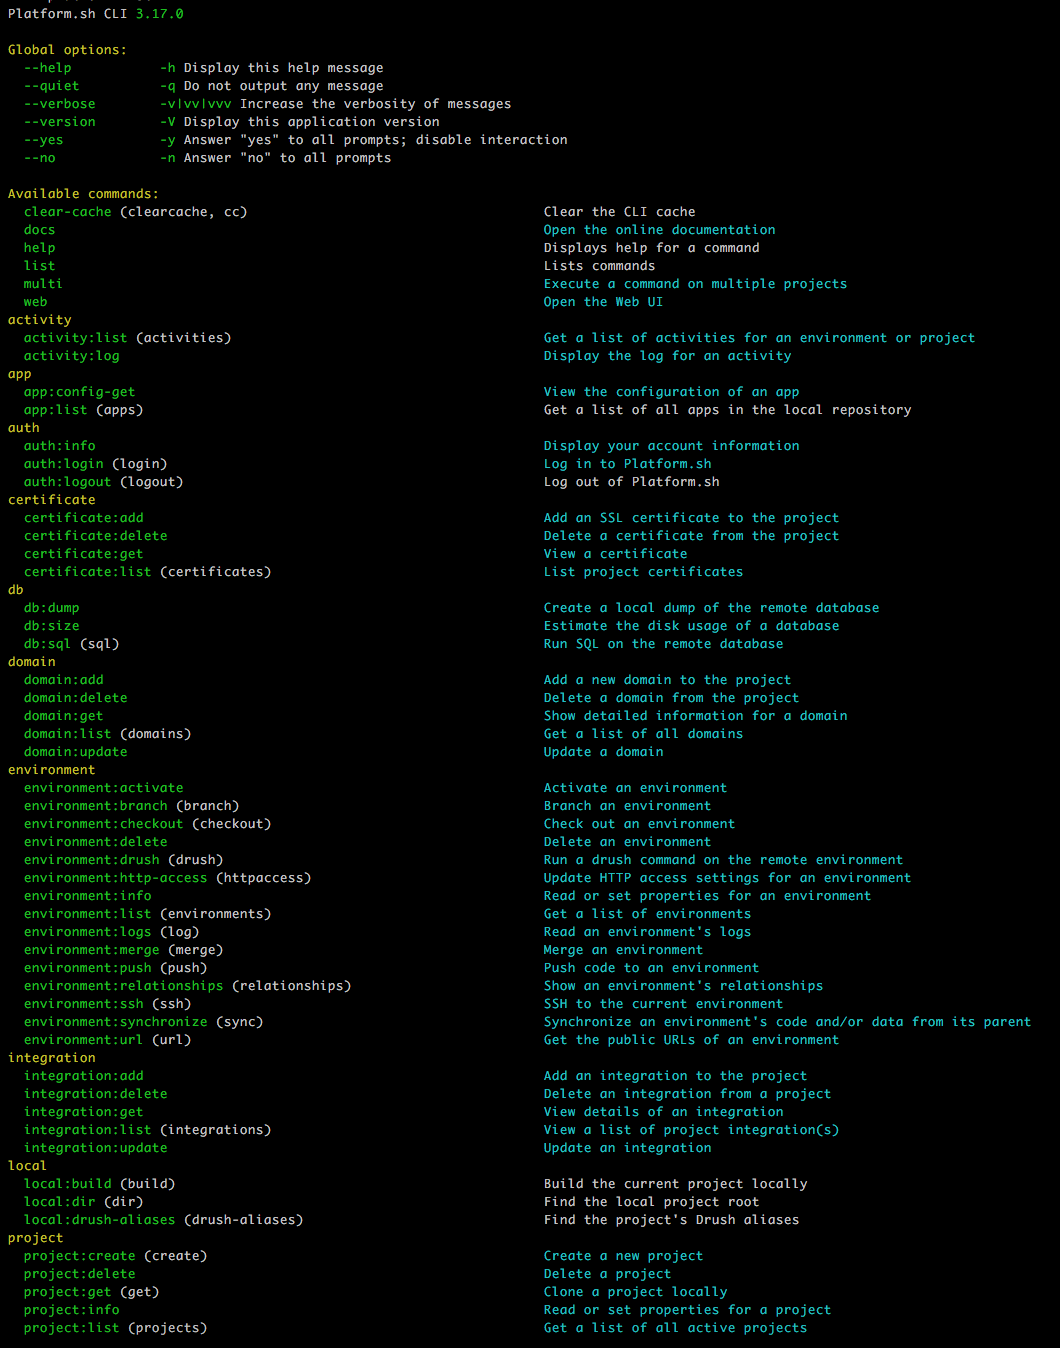 Platform.sh CLI 3.17.0
Global options:
--help -h Display this help message
--quiet -q Do not output any message
--verbose -v|vv|vvv Increase the verbosity of messages
--version -V Display this application version
--yes -y Answer "yes" to all prompts; disable interaction
--no -n Answer "no" to all prompts
Available commands:
clear-cache (clearcache, cc) Clear the CLI cache
docs Open the online documentation
help Displays help for a command
list Lists commands
multi Execute a command on multiple projects
web Open the Web UI
activity
activity:list (activities) Get a list of activities for an environment or project
activity:log Display the log for an activity
app
app:config-get View the configuration of an app
app:list (apps) Get a list of all apps in the local repository
auth
auth:info Display your account information
auth:login (login) Log in to Platform.sh
auth:logout (logout) Log out of Platform.sh
certificate
certificate:add Add an SSL certificate to the project
certificate:delete Delete a certificate from the project
certificate:get View a certificate
certificate:list (certificates) List project certificates
db
db:dump Create a local dump of the remote database
db:size Estimate the disk usage of a database
db:sql (sql) Run SQL on the remote database
domain
domain:add Add a new domain to the project
domain:delete Delete a domain from the project
domain:get Show detailed information for a domain
domain:list (domains) Get a list of all domains
domain:update Update a domain
environment
environment:activate Activate an environment
environment:branch (branch) Branch an environment
environment:checkout (checkout) Check out an environment
environment:delete Delete an environment
environment:drush (drush) Run a drush command on the remote environment
environment:http-access (httpaccess) Update HTTP access settings for an environment
environment:info Read or set properties for an environment
environment:list (environments) Get a list of environments
environment:logs (log) Read an environment's logs
environment:merge (merge) Merge an environment
environment:push (push) Push code to an environment
environment:relationships (relationships) Show an environment's relationships
environment:ssh (ssh) SSH to the current environment
environment:synchronize (sync) Synchronize an environment's code and/or data from its parent
environment:url (url) Get the public URLs of an environment
integration
integration:add Add an integration to the project
integration:delete Delete an integration from a project
integration:get View details of an integration
integration:list (integrations) View a list of project integration(s)
integration:update Update an integration
local
local:build (build) Build the current project locally
local:dir (dir) Find the local project root
local:drush-aliases (drush-aliases) Find the project's Drush aliases
project
project:create (create) Create a new project
project:delete Delete a project
project:get (get) Clone a project locally
project:info Read or set properties for a project
project:list (projects) Get a list of all active projects